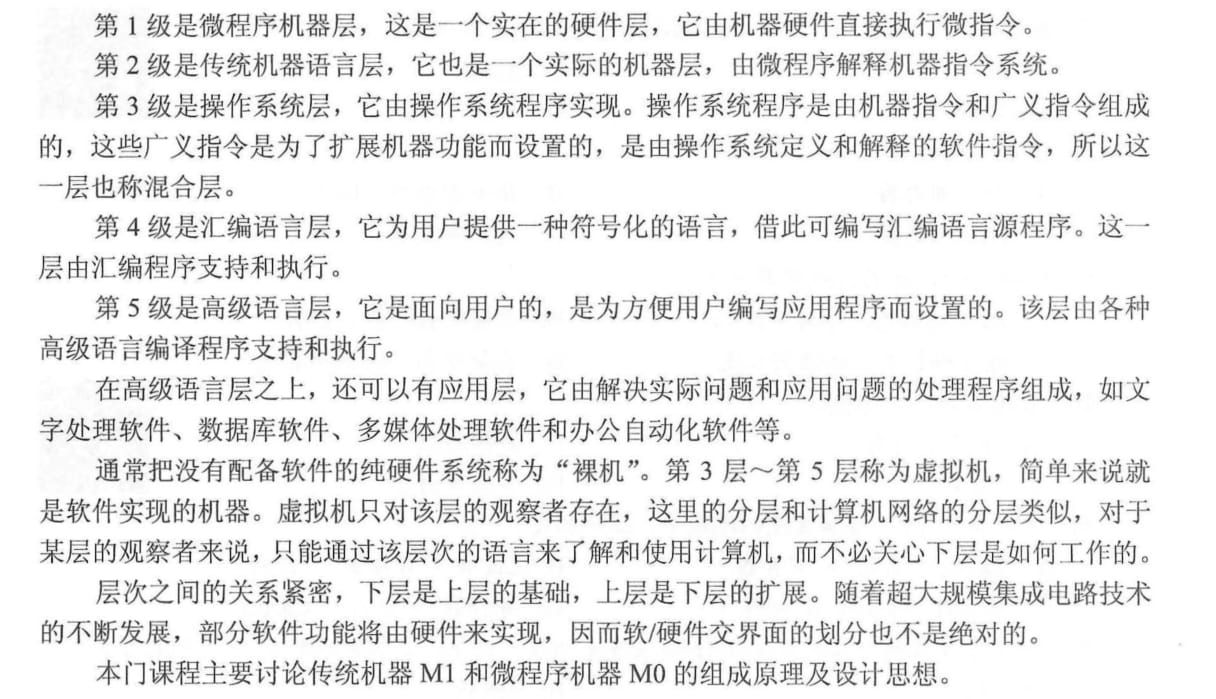 第 1 级是微程序机器层，这是一个实在的硬件层，它由机器硬件直接执行微指令。
第 2 级是传统机器语言层，它也是一个实际的机器层，由微程序解释机器指令系统。
第 3 级是操作系统层，它由操作系统程序实现。操作系统程序是由机器指令和广义指令组成
的，这些广义指令是为了扩展机器功能而设置的，是由操作系统定义和解释的软件指令，所以这
一层也称混合层。
第 4 级是汇编语言层，它为用户提供一种符号化的语言，借此可编写汇编语言源程序。这一
层由汇编程序支持和执行。
第 5 级是高级语言层，它是面向用户的，是为方便用户编写应用程序而设置的。该层由各种
高级语言编译程序支持和执行。
在高级语言层之上，还可以有应用层，它由解决实际问题和应用问题的处理程序组成，如文
字处理软件、数据库软件、多媒体处理软件和办公自动化软件等。
通常把没有配备软件的纯硬件系统称为“裸机”。第 3 层～第 5 层称为虚拟机，简单来说就
是软件实现的机器。虚拟机只对该层的观察者存在，这里的分层和计算机网络的分层类似，对于
某层的观察者来说，只能通过该层次的语言来了解和使用计算机，而不必关心下层是如何工作的。
层次之间的关系紧密，下层是上层的基础，上层是下层的扩展。随着超大规模集成电路技术
的不断发展，部分软件功能将由硬件来实现，因而软/硬件交界面的划分也不是绝对的。
本门课程主要讨论传统机器 M1 和微程序机器 M0 的组成原理及设计思想。